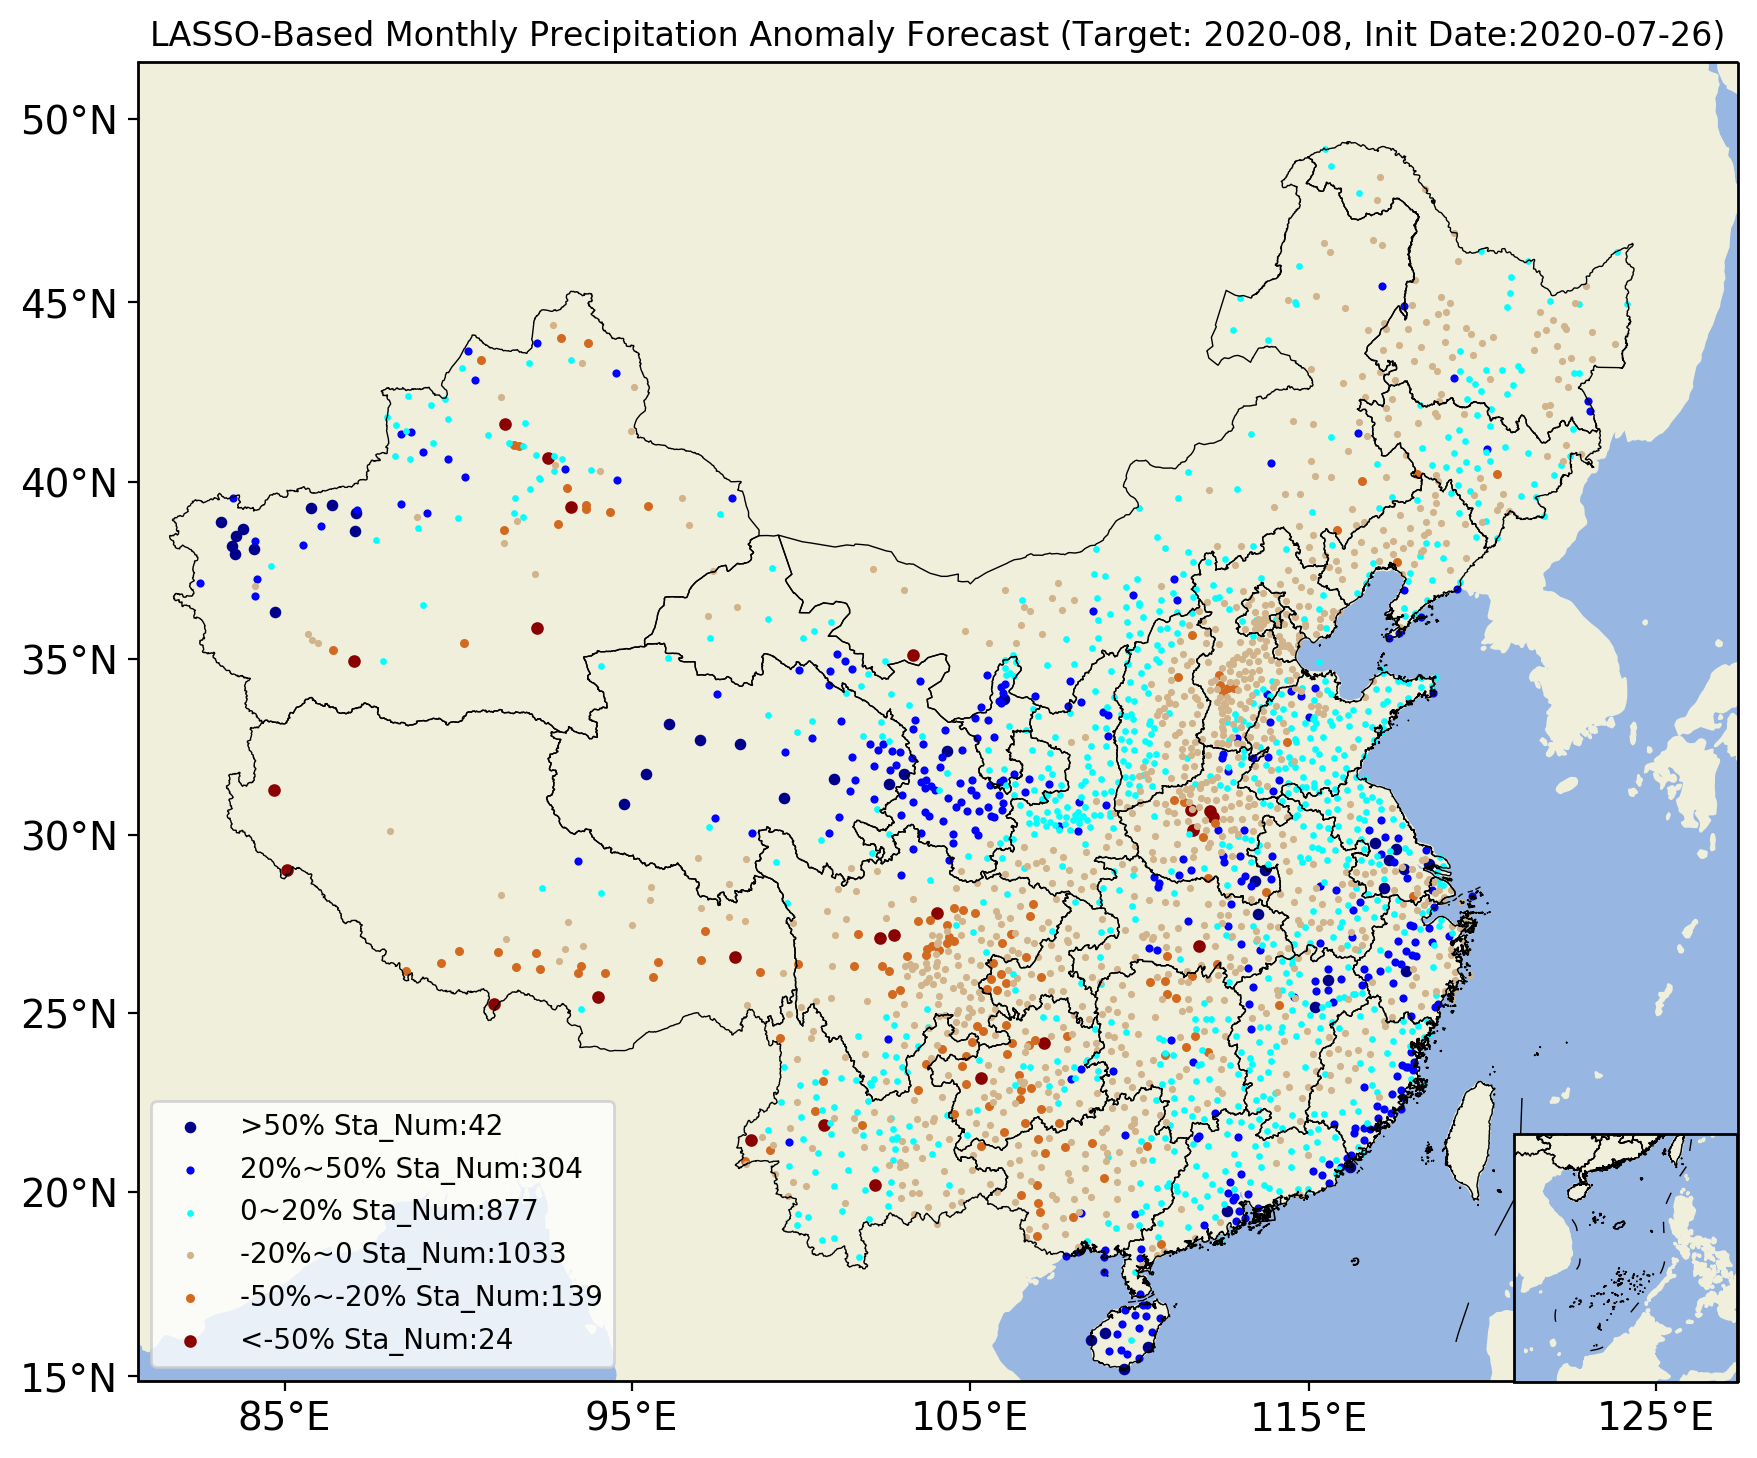 LASSO-Based Monthly Precipitation Anomaly Forecast (Target: 2020-08, Init Date:2020-07-26)
50°N
45°N
40°N
35°N
30°N
25°N
20°N
15°N
>50% Sta_Num:42
20%~50% Sta_Num:304
0~20% Sta_Num:877
-20%~0 Sta_Num:1033
-50%~-20% Sta_Num:139
<-50% Sta_Num:24
85°E
95°E
105°E
115°E
125°E